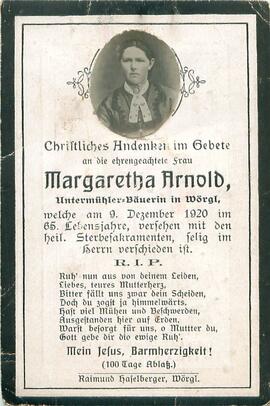 Christliches Andenken im Gebete
an die ehrengeachtete Frau
Margaretha Arnold,
Untermühler-Bäuerin in Wörgl,
welche am 9. Dezember 1920 im
65. Lebensjahre, versehen mit den
heil. Sterbesakramenten, selig im
Herrn verschieden ist.
R. I. P.
Ruh' nun aus von deinem Leiden,
Liebes, teures Mutterherz,
Bitter fällt uns zwar dein Scheiden,
Doch du zogst ja himmelwärts.
Hast viel Mühen und Beschwerden,
Ausgestanden hier auf Erden.
Warst besorgt für uns, o Muttter du,
Gott gebe dir die ewige Ruh'.
Mein Jesus, Barmherzigkeit!
(100 Tage Ablaß.)
Raimund Haselberger, Wörgl.